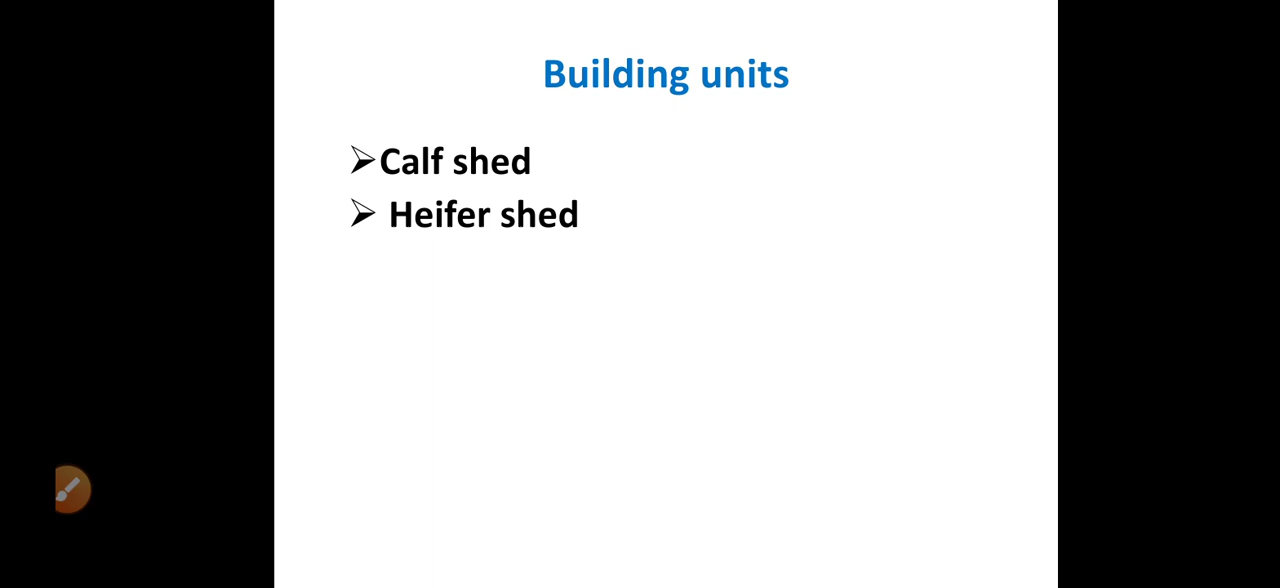 Building units
➢Calf shed
➢ Heifer shed